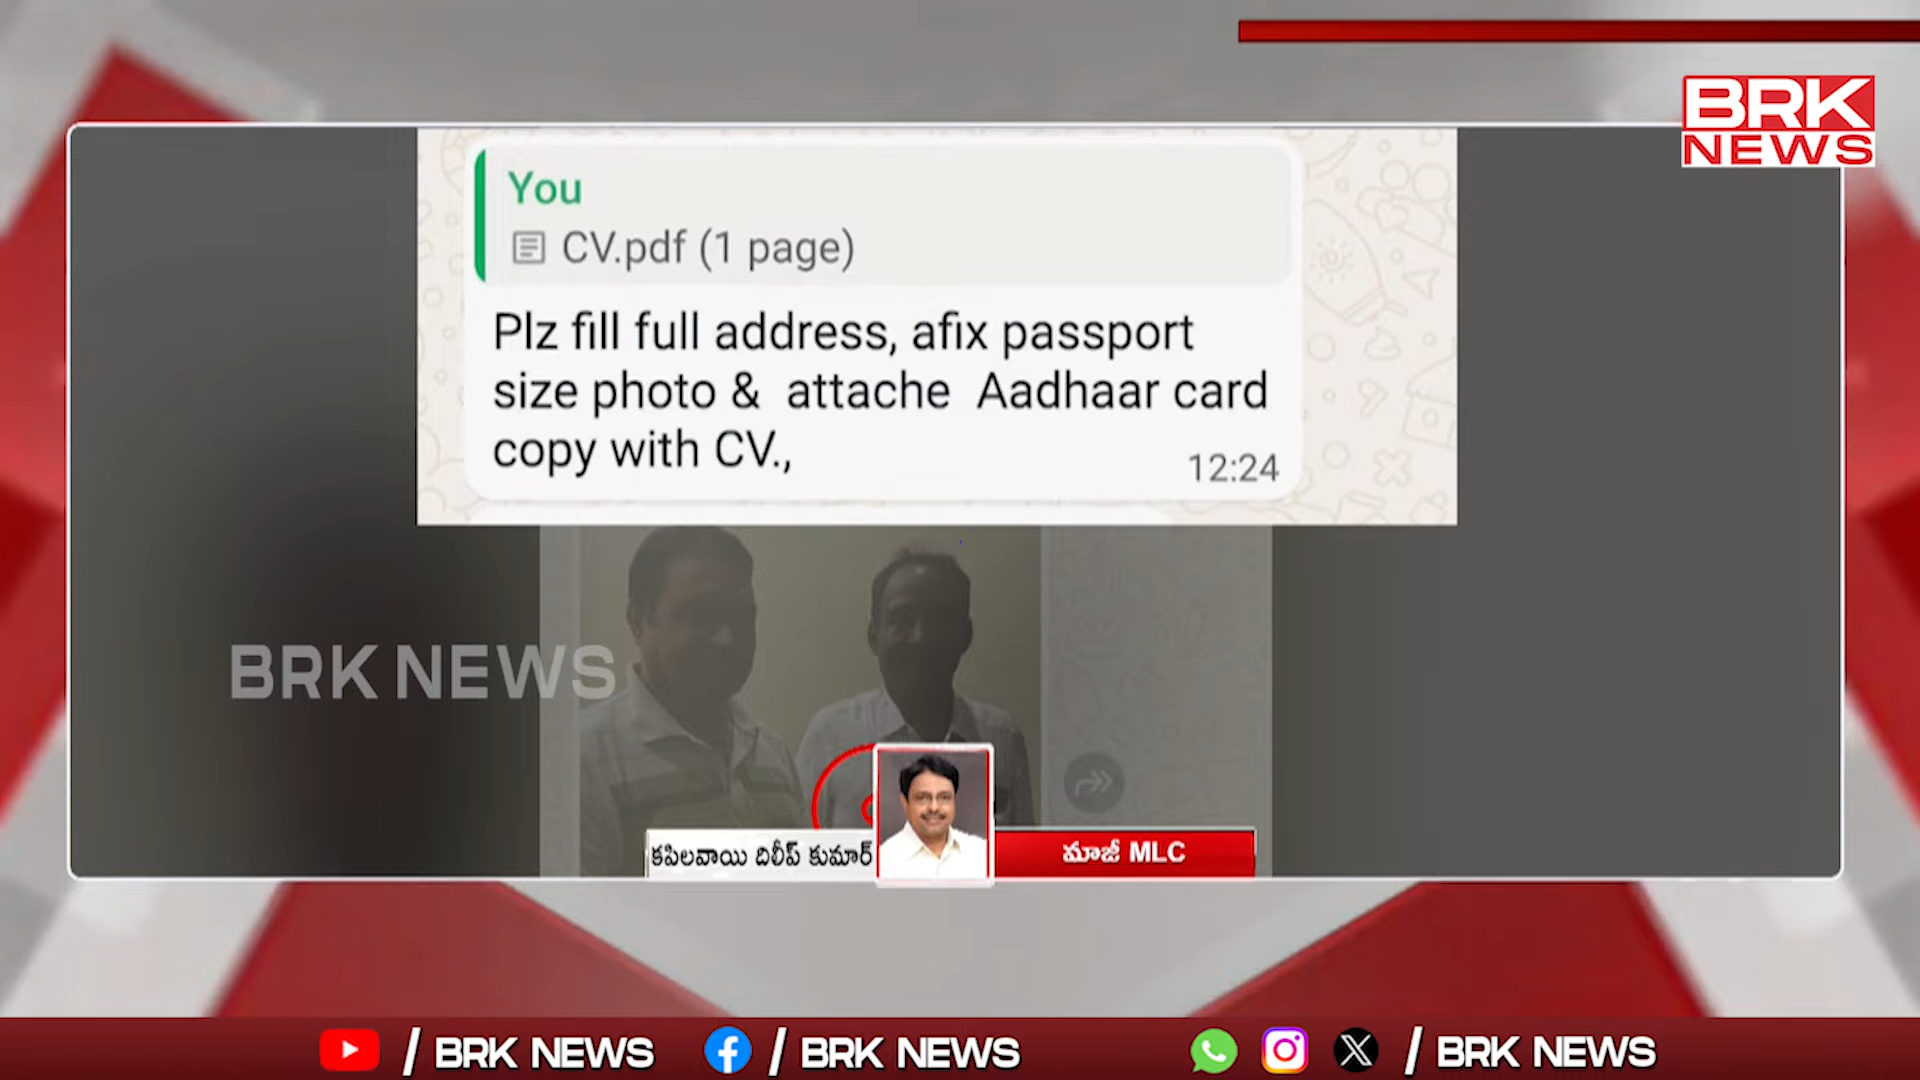 BRK
NEWS
You
CV.pdf (1 page)
Plz fill full address, afix passport
size photo & attache Aadhaar card
copy with CV.,
12:24
BRK NEWS
కపిలవాయి దిలీప్ కుమార్
మాజీ MLC
/ BRK NEWS
/ BRK NEWS
/ BRK NEWS